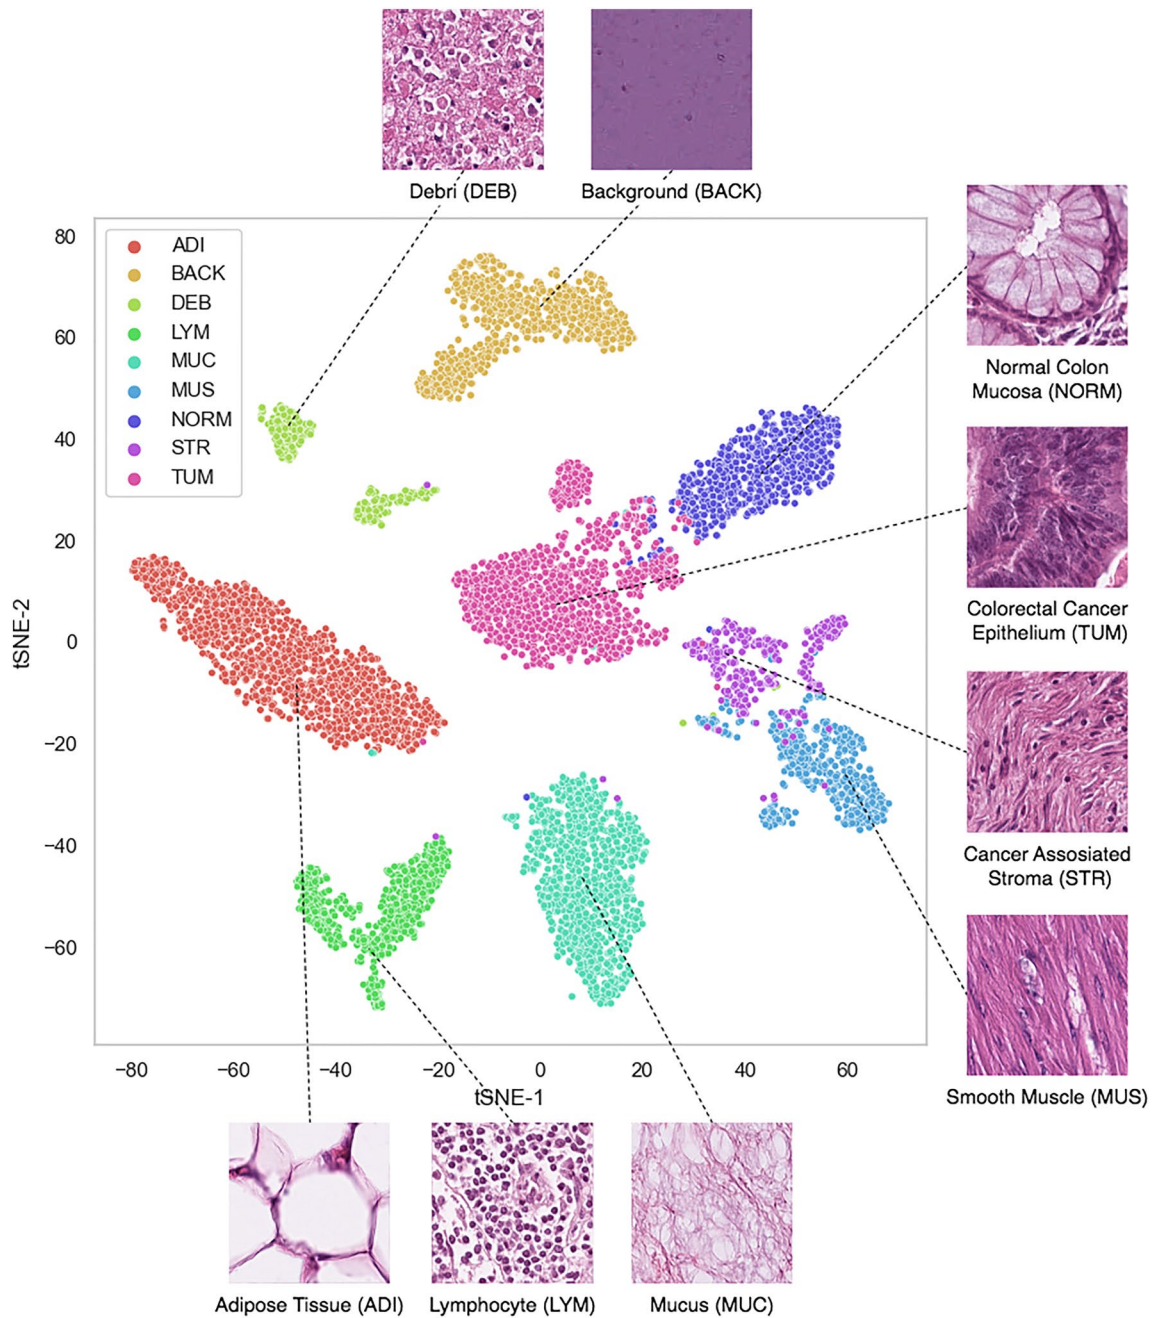 Debri (DEB)
Background (BACK)
80
60
40
20
0
−20
−40
−60
tSNE-2
ADI
BACK
DEB
LYM
MUC
MUS
NORM
STR
TUM
Normal Colon
Mucosa (NORM)
Colorectal Cancer
Epithelium (TUM)
Cancer Assosiated
Stroma (STR)
Smooth Muscle (MUS)
−80
−60
−40
−20
0
20
40
60
tSNE-1
Adipose Tissue (ADI)
Lymphocyte (LYM)
Mucus (MUC)